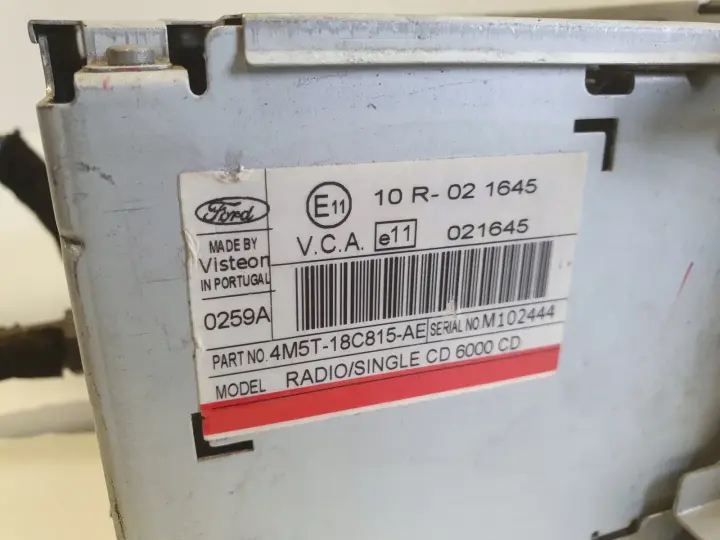 Ford
E11 10 R- 02 1645
MADE BY
Visteon
IN PORTUGAL
V.C.A. e11 021645
0259A
PART NO. 4M5T-18C815-AE SERIAL NO M102444
MODEL RADIO/SINGLE CD 6000 CD